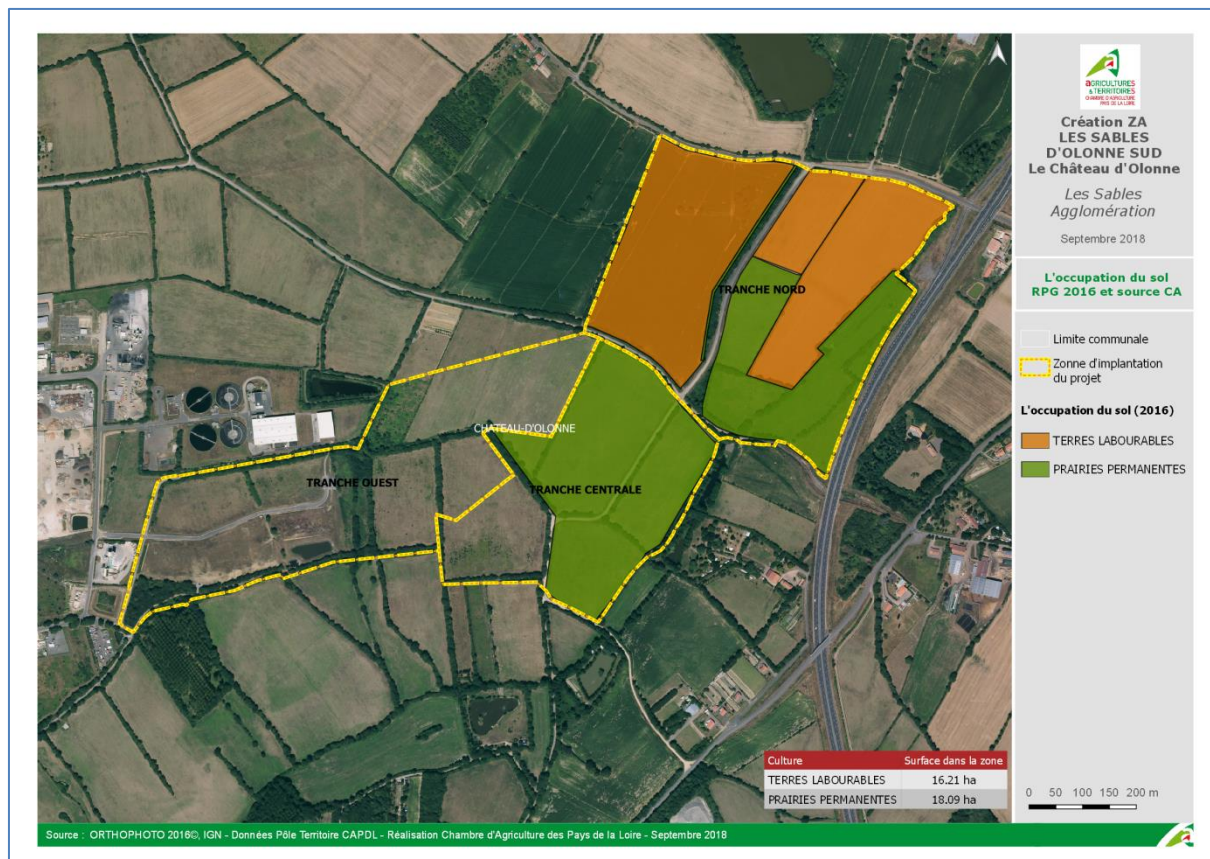 AGRICULTURES
& TERRITOIRES
CHAMBRE D'AGRICULTURE
PAYS DE LA LOIRE
Création ZA
LES SABLES
D'OLONNE SUD
Le Château d'Olonne
Les Sables
Agglomération
Septembre 2018
L'occupation du sol
RPG 2016 et source CA
Limite communale
Zonne d'implantation
du projet
L'occupation du sol (2016)
TERRES LABOURABLES
PRAIRIES PERMANENTES
TRANCHE NORD
CHATEAU-D'OLONNE
TRANCHE OUEST
TRANCHE CENTRALE
Culture Surface dans la zone
TERRES LABOURABLES 16.21 ha
PRAIRIES PERMANENTES 18.09 ha
0 50 100 150 200 m
Source : ORTHOPHOTO 2016©, IGN - Données Pôle Territoire CAPDL - Réalisation Chambre d'Agriculture des Pays de la Loire - Septembre 2018